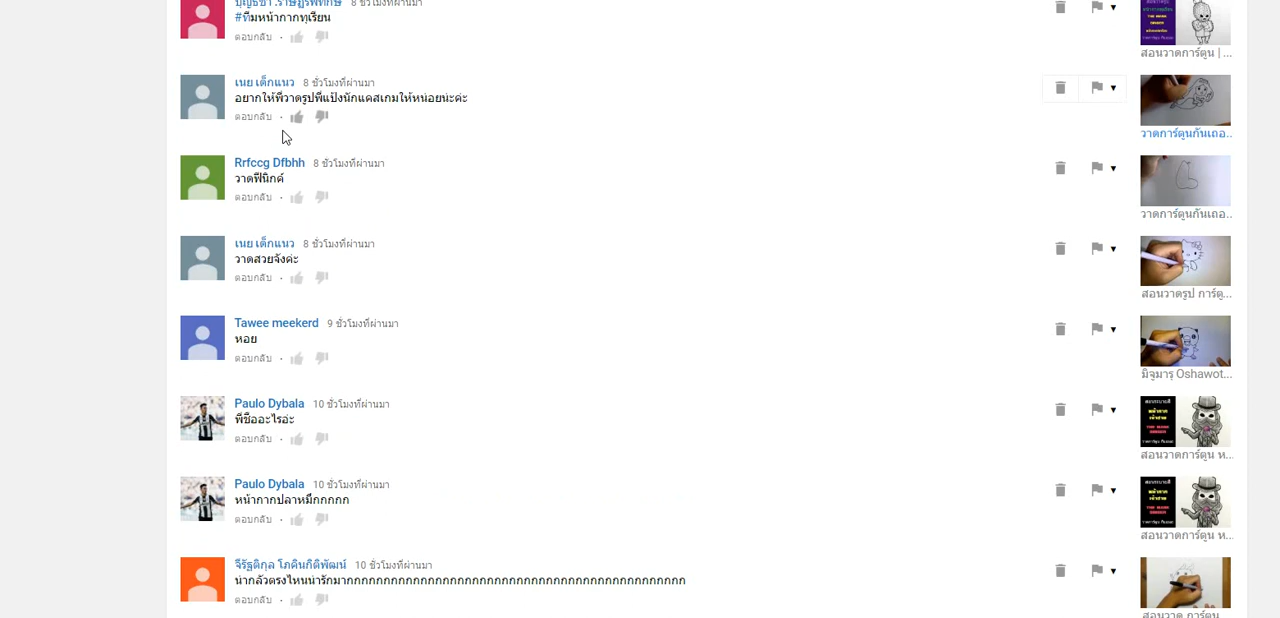 บุญธิชา .ราษฎรพิทักษ์ 8 ชั่วโมงที่ผ่านมา
#ทีมหน้ากากทุเรียน
ตอบกลับ •
สอนวาดการ์ตูน | ...
เนย เด็กแนว 8 ชั่วโมงที่ผ่านมา
อยากให้พี่วาดรูปพี่แป้งนักแคสเกมให้หน่อยน่ะค่ะ
ตอบกลับ •
วาดการ์ตูนกันเถอ..
Rrfccg Dfbhh 8 ชั่วโมงที่ผ่านมา
วาดฟีนิกค์
ตอบกลับ •
วาดการ์ตูนกันเถอ..
เนย เด็กแนว 8 ชั่วโมงที่ผ่านมา
วาดสวยจังค่ะ
ตอบกลับ •
สอนวาดรูป การ์ตู...
Tawee meekerd 9 ชั่วโมงที่ผ่านมา
หอย
ตอบกลับ •
มิจูมารุ Oshawot...
Paulo Dybala 10 ชั่วโมงที่ผ่านมา
พี่ชื่ออะไรอ่ะ
ตอบกลับ •
THE MASK SINGER
สอนวาดการ์ตูน ห...
Paulo Dybala 10 ชั่วโมงที่ผ่านมา
หน้ากากปลาหมึกกกกก
ตอบกลับ •
THE MASK SINGER
สอนวาดการ์ตูน ห...
จีรัฐติกุล โภคินกิติพัฒน์ 10 ชั่วโมงที่ผ่านมา
น่ากลัวตรงไหนน่ารักมากกกกกกกกกกกกกกกกกกกกกกกกกกกกกกกกกกกกกกกกกกกกกก
ตอบกลับ •
สอนวาด การ์ตูน